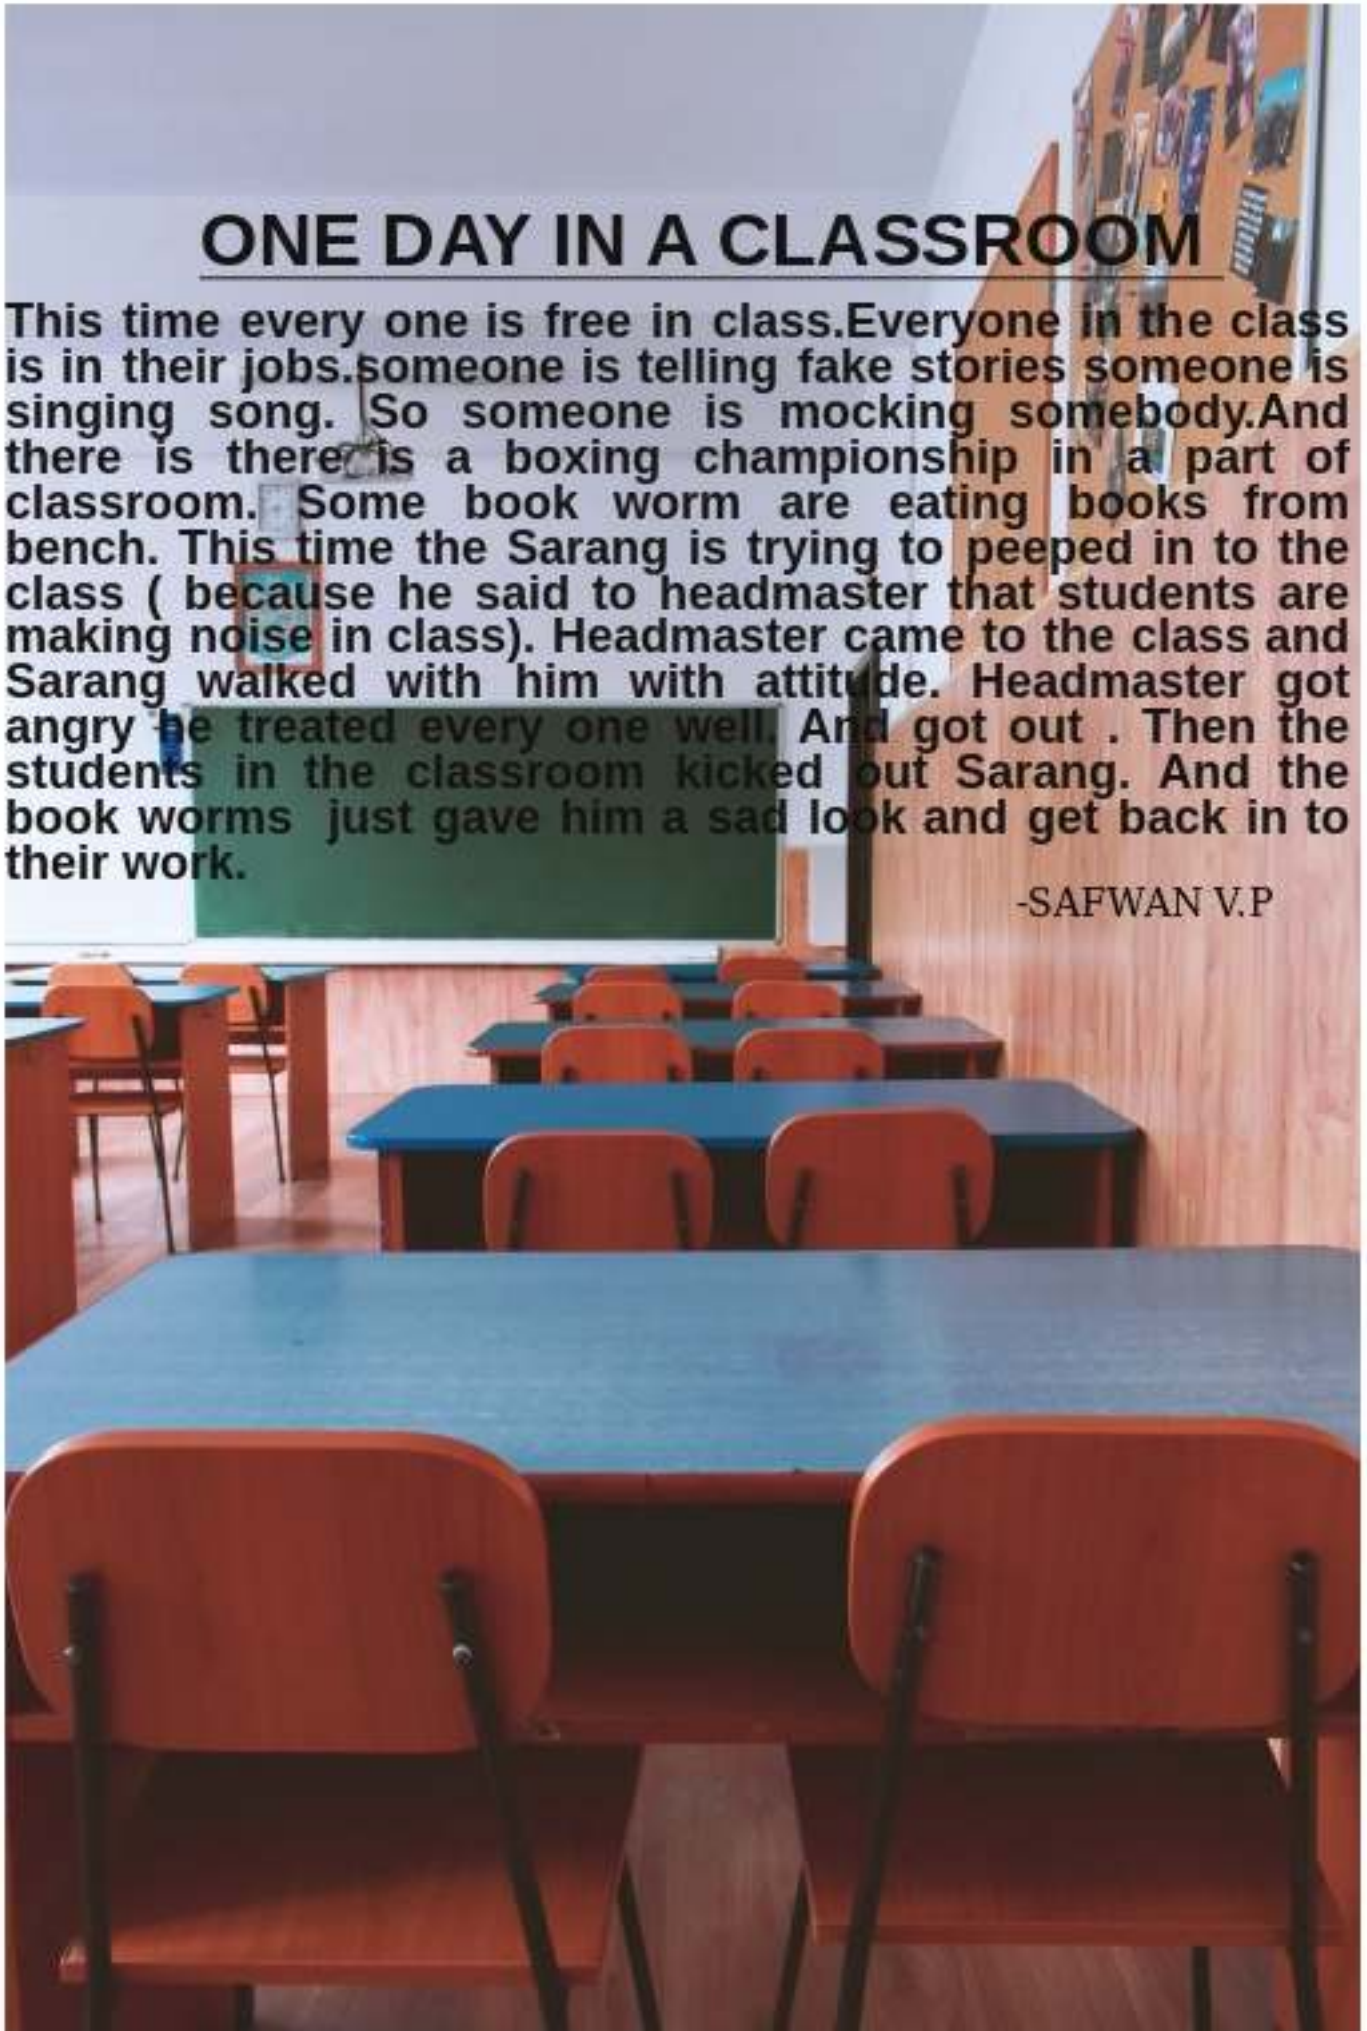 ONE DAY IN A CLASSROOM
This time every one is free in class.Everyone in the class
is in their jobs.someone is telling fake stories someone is
singing song. So someone is mocking somebody.And
there is there is a boxing championship in a part of
classroom. Some book worm are eating books from
bench. This time the Sarang is trying to peeped in to the
class ( because he said to headmaster that students are
making noise in class). Headmaster came to the class and
Sarang walked with him with attitude. Headmaster got
angry he treated every one well. And got out . Then the
students in the classroom kicked out Sarang. And the
book worms  just gave him a sad look and get back in to
their work.
-SAFWAN V.P